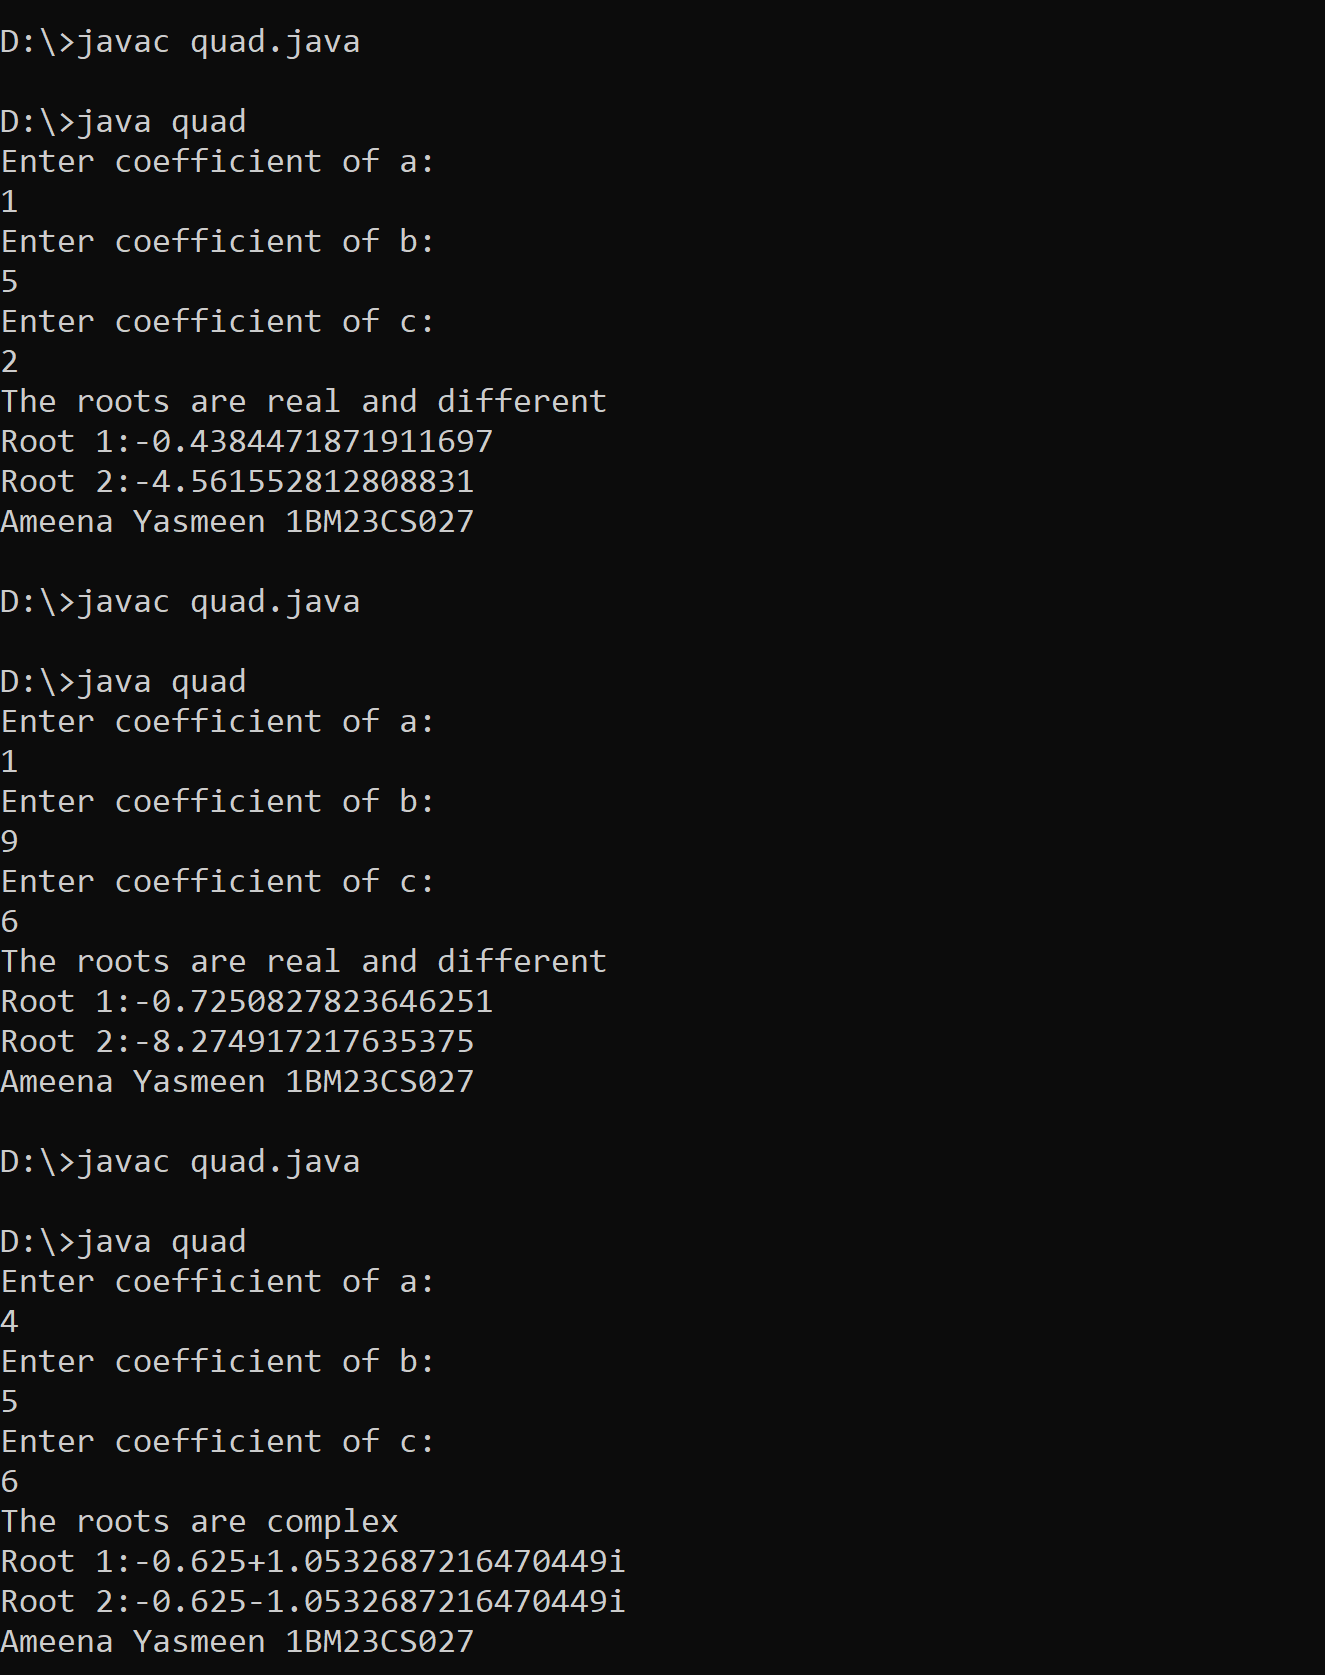 D:\>javac quad.java
D:\>java quad
Enter coefficient of a:
1
Enter coefficient of b:
5
Enter coefficient of c:
2
The roots are real and different
Root 1:-0.4384471871911697
Root 2:-4.561552812808831
Ameena Yasmeen 1BM23CS027
D:\>javac quad.java
D:\>java quad
Enter coefficient of a:
1
Enter coefficient of b:
9
Enter coefficient of c:
6
The roots are real and different
Root 1:-0.7250827823646251
Root 2:-8.274917217635375
Ameena Yasmeen 1BM23CS027
D:\>javac quad.java
D:\>java quad
Enter coefficient of a:
4
Enter coefficient of b:
5
Enter coefficient of c:
6
The roots are complex
Root 1:-0.625+1.0532687216470449i
Root 2:-0.625-1.0532687216470449i
Ameena Yasmeen 1BM23CS027